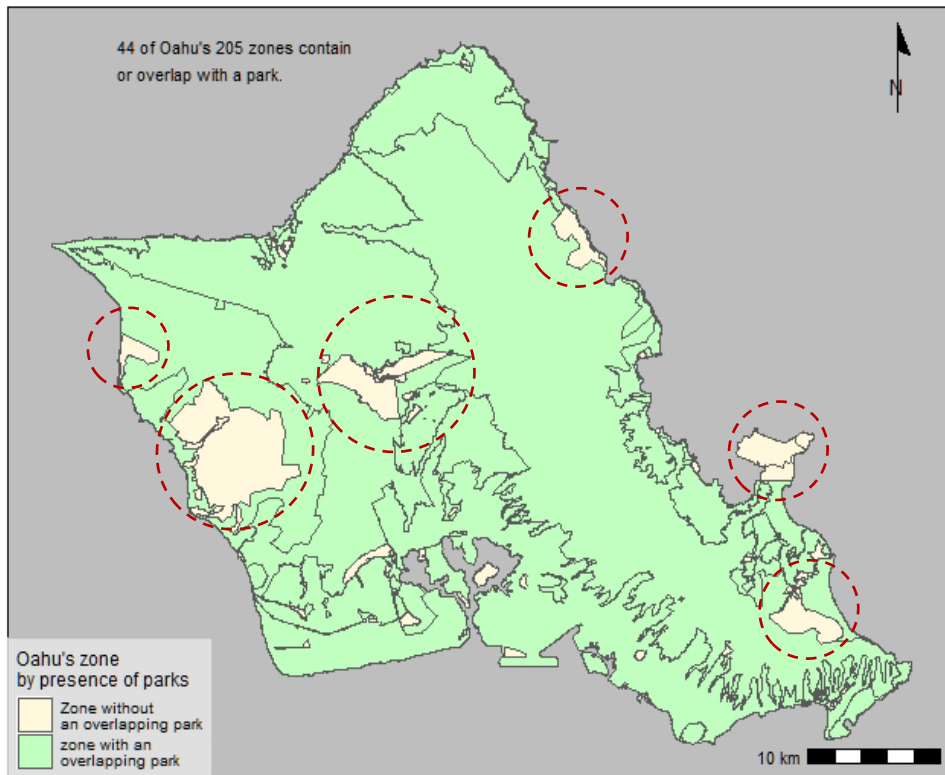 44 of Oahu's 205 zones contain
or overlap with a park.
N
Oahu's zone
by presence of parks
Zone without
an overlapping park
zone with an
overlapping park
10 km